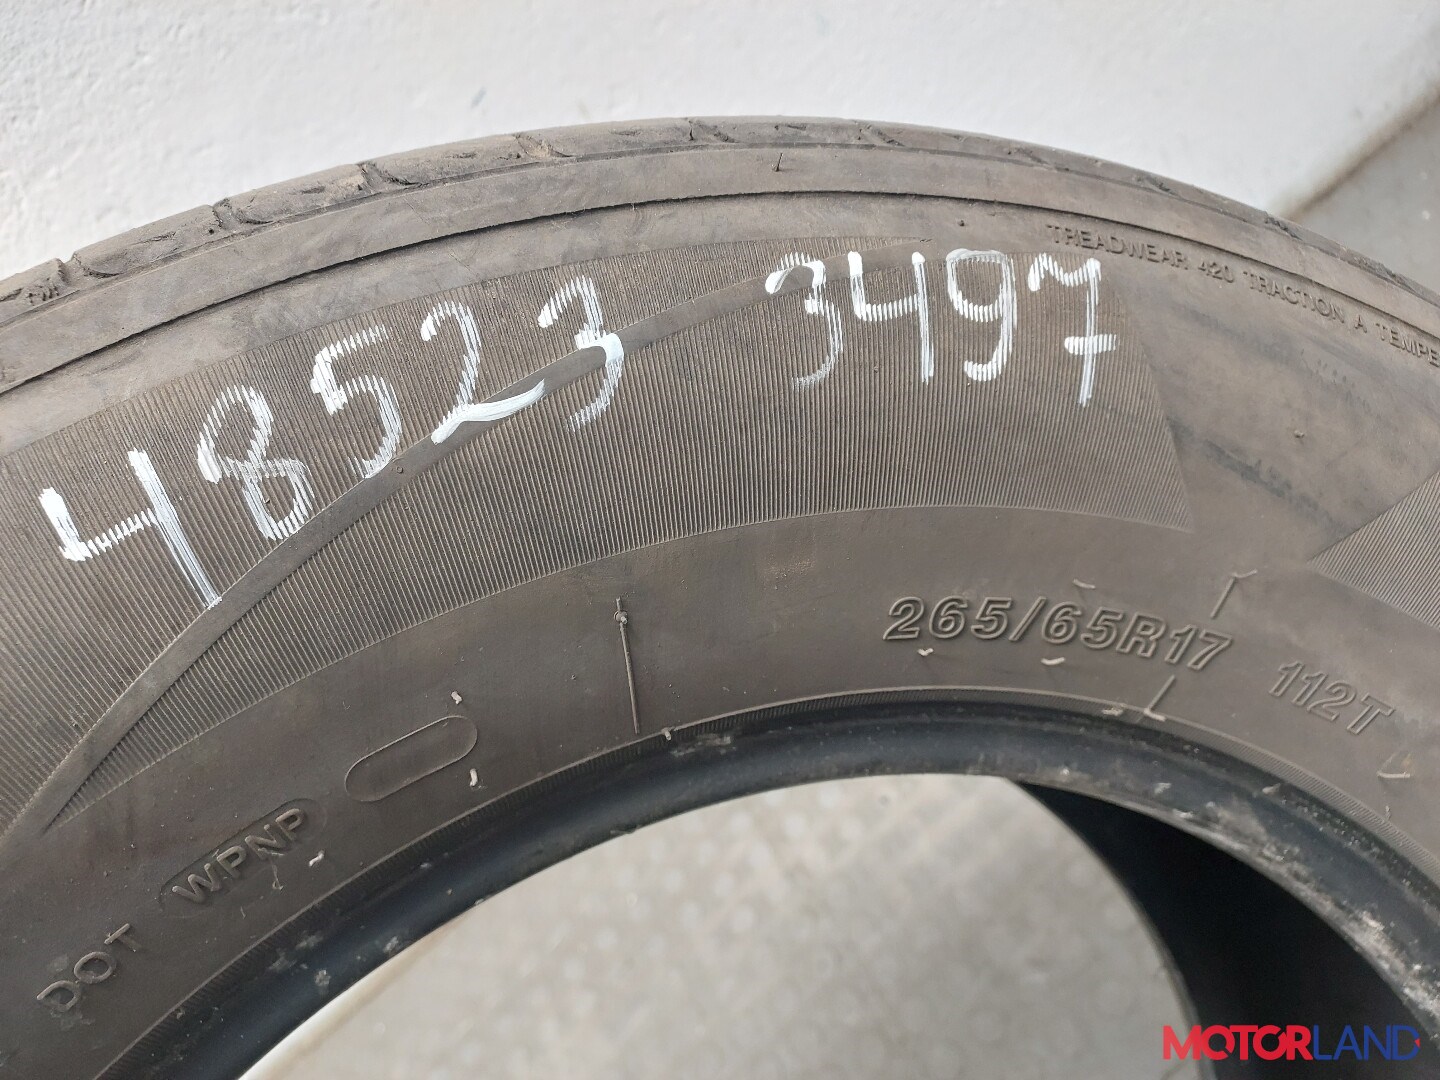 48523 3497
TREADWEAR 420 TRACTION A TEMPE
265/65R17 112T
DOT WPNP
MOTORLAND